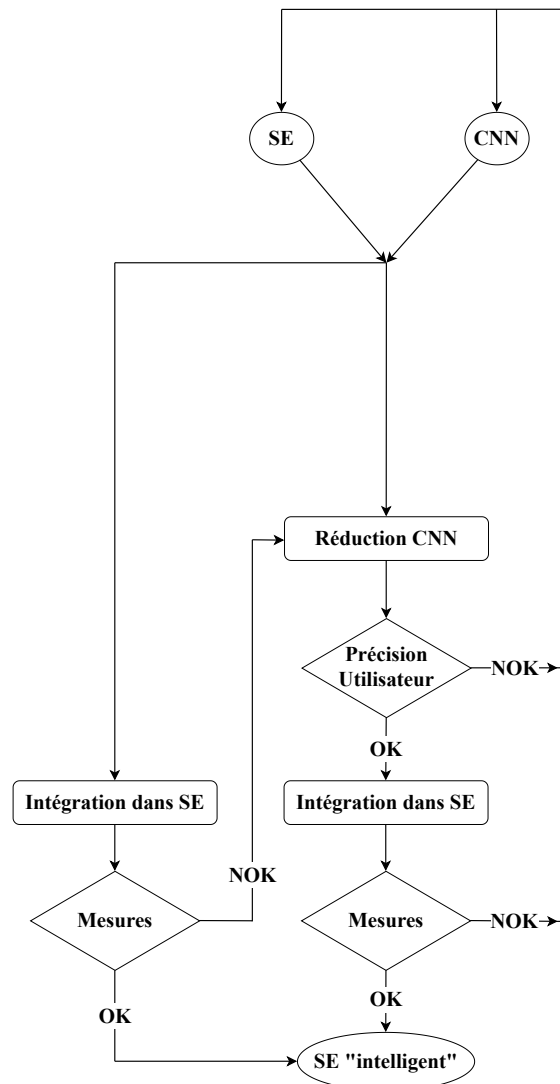 SE
CNN
Réduction CNN
Précision
Utilisateur
NOK
OK
Intégration dans SE
Intégration dans SE
NOK
Mesures
Mesures
NOK
OK
OK
SE "intelligent"